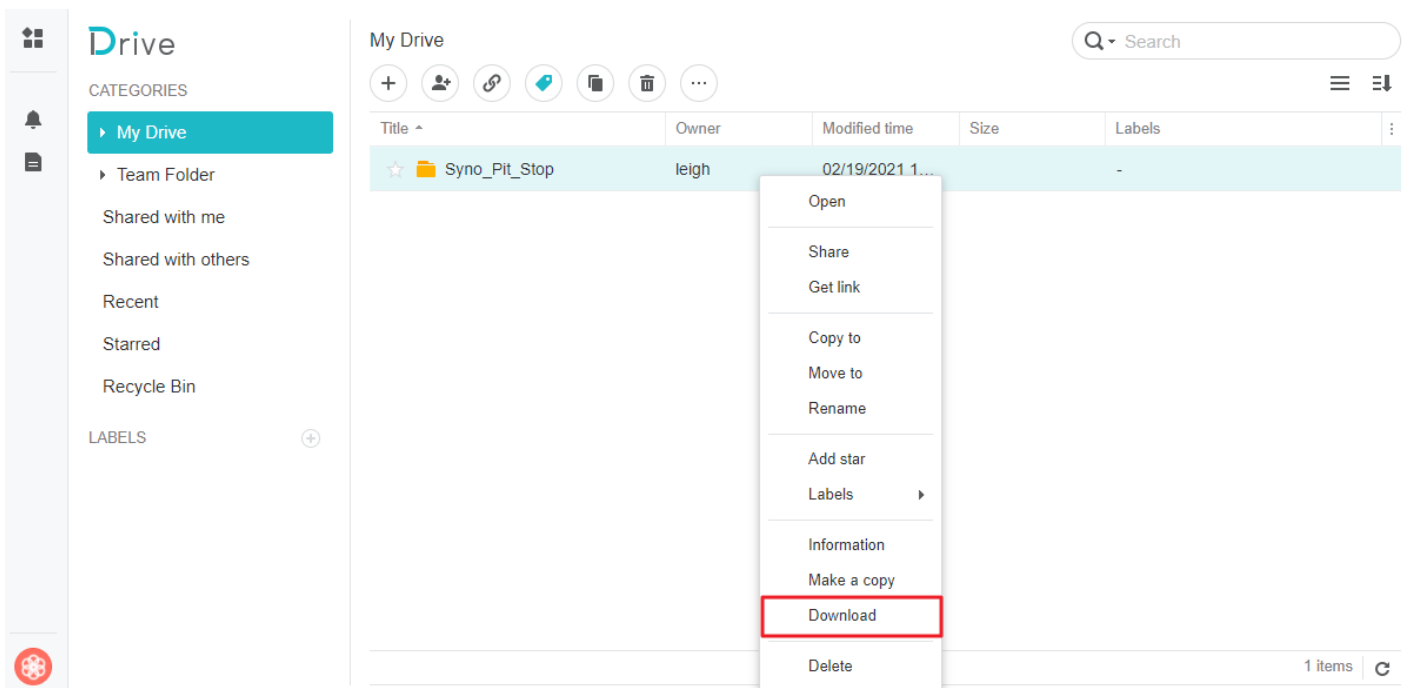 Drive
CATEGORIES
My Drive
Team Folder
Shared with me
Shared with others
Recent
Starred
Recycle Bin
LABELS
My Drive
Search
Title Owner Modified time Size Labels
Syno_Pit_Stop leigh 02/19/2021 1... -
Open
Share
Get link
Copy to
Move to
Rename
Add star
Labels
Information
Make a copy
Download
Delete
1 items